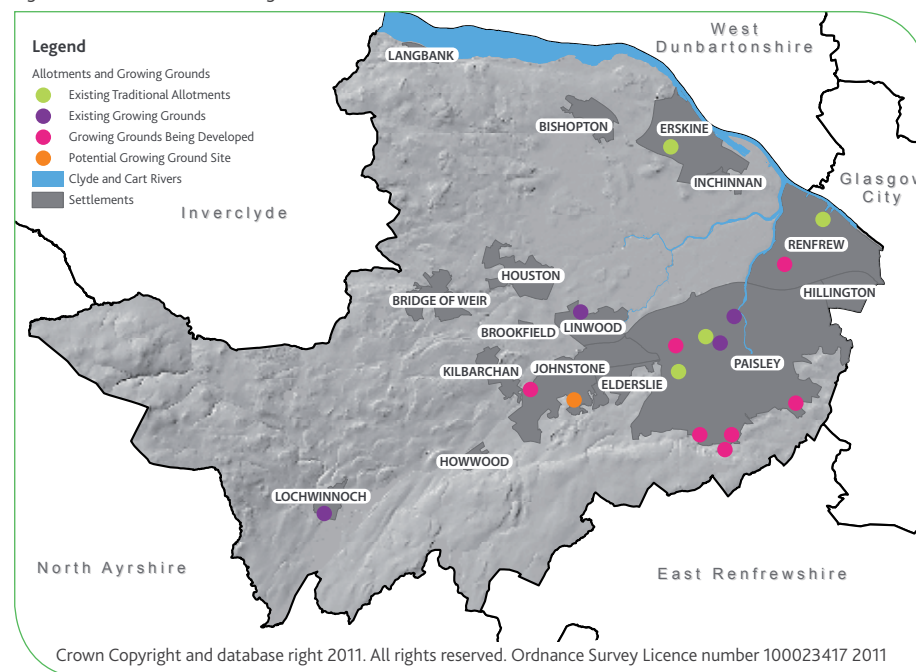 Legend
Allotments and Growing Grounds
Existing Traditional Allotments
Existing Growing Grounds
Growing Grounds Being Developed
Potential Growing Ground Site
Clyde and Cart Rivers
Settlements
West
Dunbartonshire
LANGBANK
BISHOPTON
ERSKINE
INCHINNAN
Glasgow
City
Inverclyde
RENFREW
HOUSTON
HILLINGTON
BRIDGE OF WEIR
BROOKFIELD
LINWOOD
KILBARCHAN
JOHNSTONE
ELDERSLIE
PAISLEY
HOWWOOD
LOCHWINNOCH
North Ayrshire
East Renfrewshire
Crown Copyright and database right 2011. All rights reserved. Ordnance Survey Licence number 100023417 2011